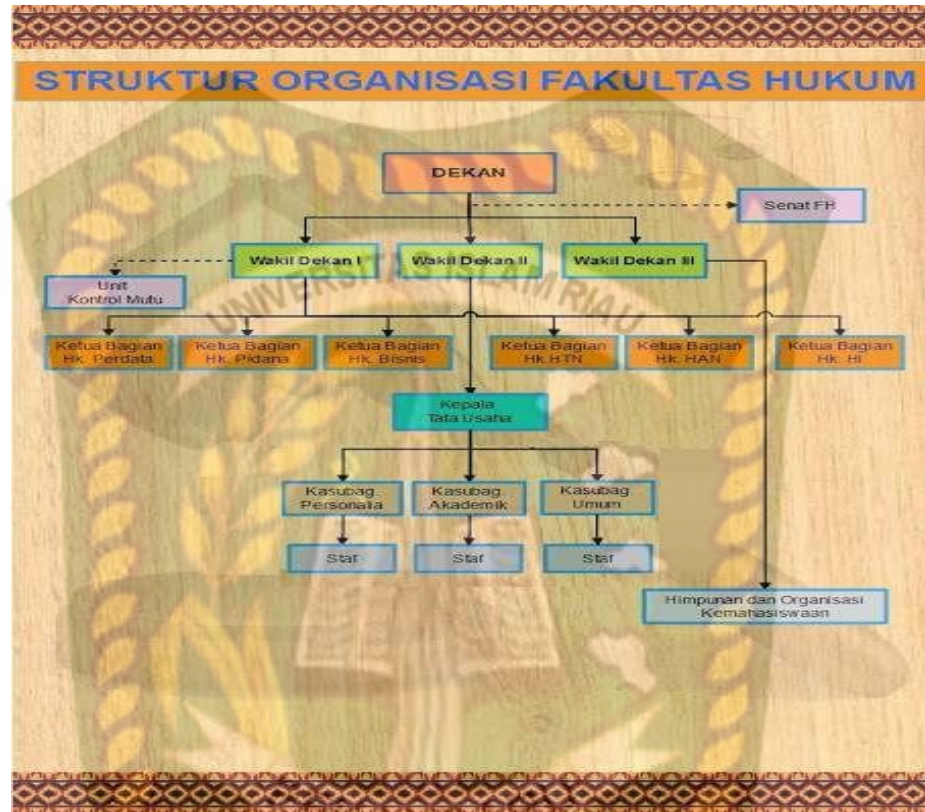 STRUKTUR ORGANISASI FAKULTAS HUKUM
DEKAN
Senat FH
Wakil Dekan I
Wakil Dekan II
Wakil Dekan III
Unit
Kontrol Mutu
UNIVERSITAS ISLAM RIAU
Ketua Bagian
Hk. Perdata
Ketua Bagian
Hk. Pidana
Ketua Bagian
Hk. Bisnis
Ketua Bagian
Hk HTN
Ketua Bagian
Hk. HAN
Ketua Bagian
Hk. HI
Kepala
Tata Usaha
Kasubag
Personalia
Kasubag
Akademik
Kasubag
Umum
Staf
Staf
Staf
Himpunan dan Organisasi
Kemahasiswaan